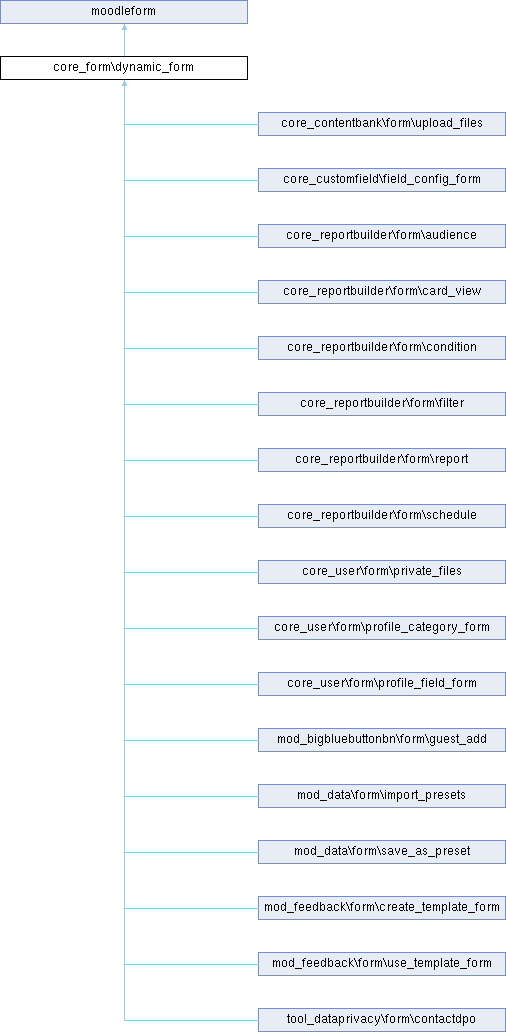 moodleform
core_form\dynamic_form
core_contentbank\form\upload_files
core_customfield\field_config_form
core_reportbuilder\form\audience
core_reportbuilder\form\card_view
core_reportbuilder\form\condition
core_reportbuilder\form\filter
core_reportbuilder\form\report
core_reportbuilder\form\schedule
core_user\form\private_files
core_user\form\profile_category_form
core_user\form\profile_field_form
mod_bigbluebuttonbn\form\guest_add
mod_data\form\import_presets
mod_data\form\save_as_preset
mod_feedback\form\create_template_form
mod_feedback\form\use_template_form
tool_dataprivacy\form\contactdpo